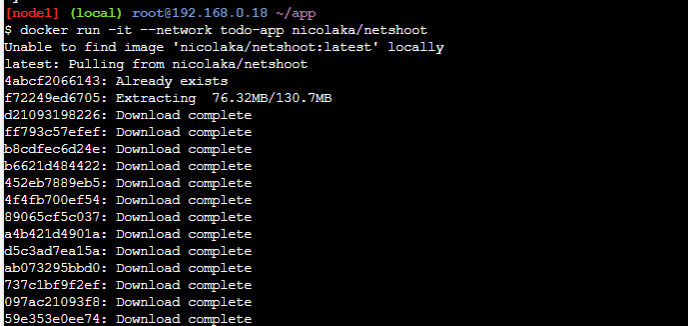 [node1] (local) root@192.168.0.18 ~/app
$ docker run -it --network todo-app nicolaka/netshoot
Unable to find image 'nicolaka/netshoot:latest' locally
latest: Pulling from nicolaka/netshoot
4abcf2066143: Already exists
f72249ed6705: Extracting  76.32MB/130.7MB
d21093198226: Download complete
ff793c57efef: Download complete
b8cdfec6d24e: Download complete
b6621d484422: Download complete
452eb7889eb5: Download complete
4f4fb700ef54: Download complete
89065cf5c037: Download complete
a4b421d4901a: Download complete
d5c3ad7ea15a: Download complete
ab073295bbd0: Download complete
737c1bf9f2ef: Download complete
097ac21093f8: Download complete
59e353e0ee74: Download complete